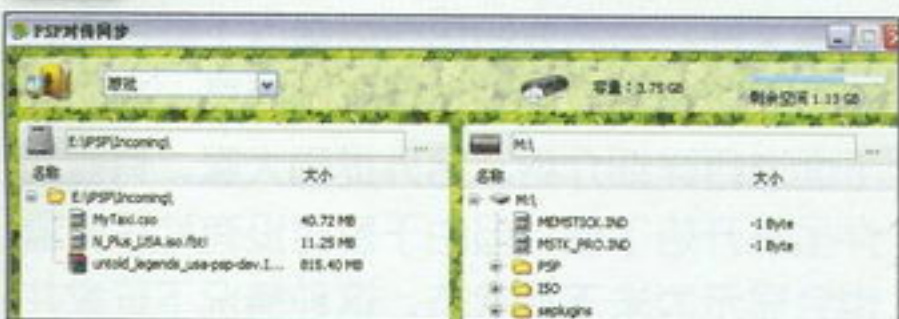 PSP对传同步
游戏
容量：3.75 GB
剩余空间 1.13 GB
E:\PSP\Incoming\
...
M:\
...
名称 大小
名称 大小
E:\PSP\Incoming\
MyTaxi.cso 40.72 MB
N_Plus_USA.iso.fbtl
11.25 MB
untold_legends_usa-psp-dev.I... 815.40 MB
M:\
MEMSTICK.IND -1 Byte
MSTK_PRO.IND -1 Byte
PSP
ISO
seplugins